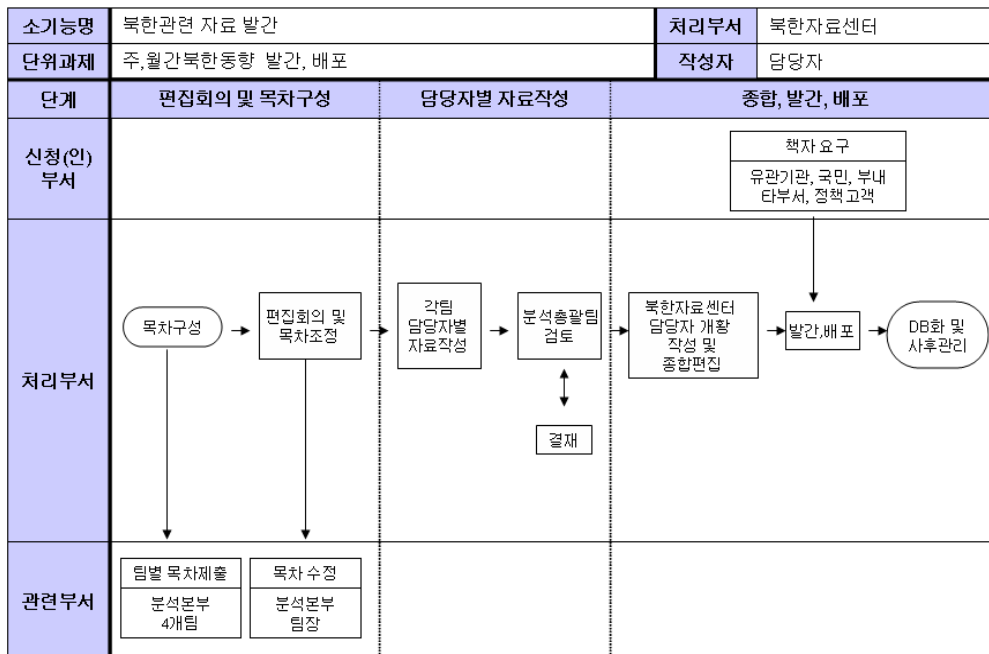 소기능명
북한관련 자료 발간
처리부서
북한자료센터
단위과제
주,월간북한동향 발간, 배포
작성자
담당자
단계
편집회의 및 목차구성
담당자별 자료작성
종합, 발간, 배포
신청(인)
부서
책자 요구
유관기관, 국민, 부내
타부서, 정책고객
처리부서
목차구성
편집회의 및
목차조정
각팀
담당자별
자료작성
분석총괄팀
검토
결재
북한자료센터
담당자 개황
작성 및
종합편집
발간,배포
DB화 및
사후관리
관련부서
팀별 목차제출
분석본부
4개팀
목차 수정
분석본부
팀장